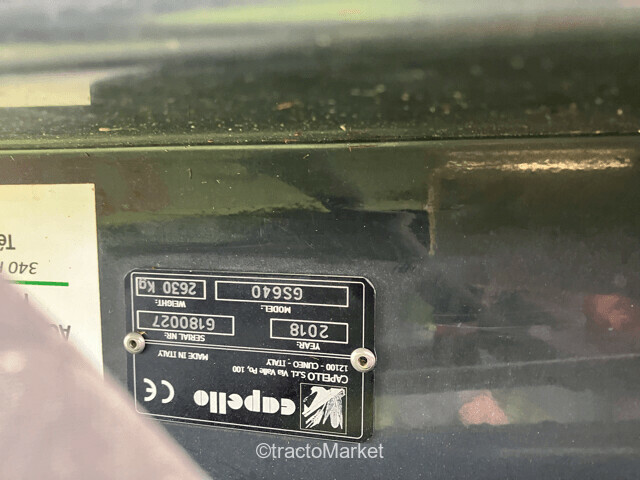 ©tractoMarket
capello CE
CAPELLO S.r.l. Via Valle Po, 100
12100 - CUNEO - ITALY MADE IN ITALY
YEAR: SERIAL NR:
2018 6180027
MODEL: WEIGHT:
GS640 2630 Kg
340
Té